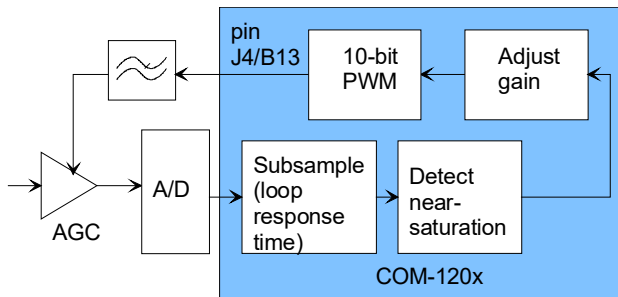 pin
J4/B13
10-bit
PWM
Adjust
gain
AGC
A/D
Subsample
(loop
response
time)
Detect
near-
saturation
COM-120x